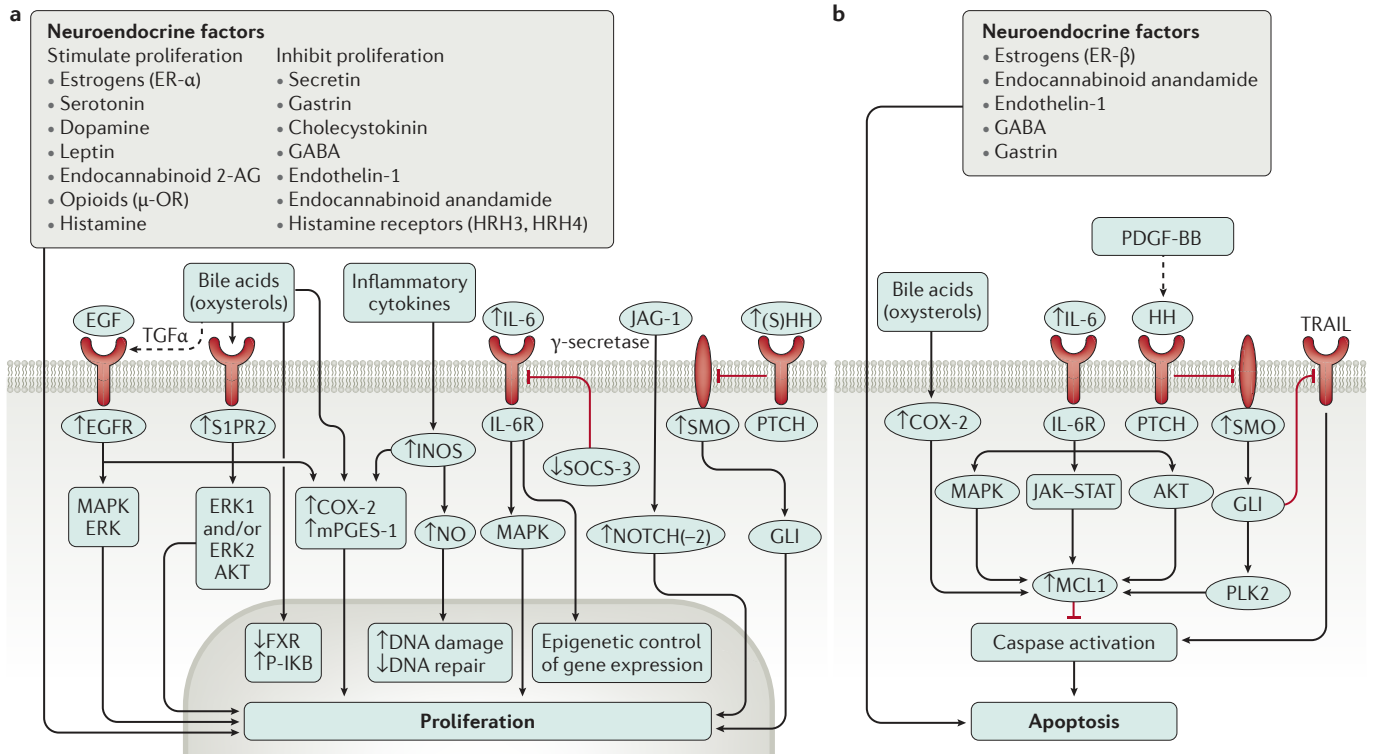 a
Neuroendocrine factors
Stimulate proliferation
• Estrogens (ER-α)
• Serotonin
• Dopamine
• Leptin
• Endocannabinoid 2-AG
• Opioids (μ-OR)
• Histamine
Inhibit proliferation
• Secretin
• Gastrin
• Cholecystokinin
• GABA
• Endothelin-1
• Endocannabinoid anandamide
• Histamine receptors (HRH3, HRH4)
Bile acids
(oxysterols)
Inflammatory
cytokines
EGF
TGFα
↑IL-6
γ-secretase
JAG-1
↑(S)HH
↑EGFR
↑S1PR2
↑INOS
IL-6R
↓SOCS-3
↑SMO
PTCH
MAPK
ERK
ERK1
and/or
ERK2
AKT
↑COX-2
↑mPGES-1
↑NO
MAPK
↑NOTCH(–2)
GLI
↓FXR
↑P-IKB
↑DNA damage
↓DNA repair
Epigenetic control
of gene expression
Proliferation
b
Neuroendocrine factors
• Estrogens (ER-β)
• Endocannabinoid anandamide
• Endothelin-1
• GABA
• Gastrin
PDGF-BB
Bile acids
(oxysterols)
↑IL-6
HH
TRAIL
↑COX-2
IL-6R
PTCH
↑SMO
MAPK
JAK–STAT
AKT
GLI
↑MCL1
PLK2
Caspase activation
Apoptosis